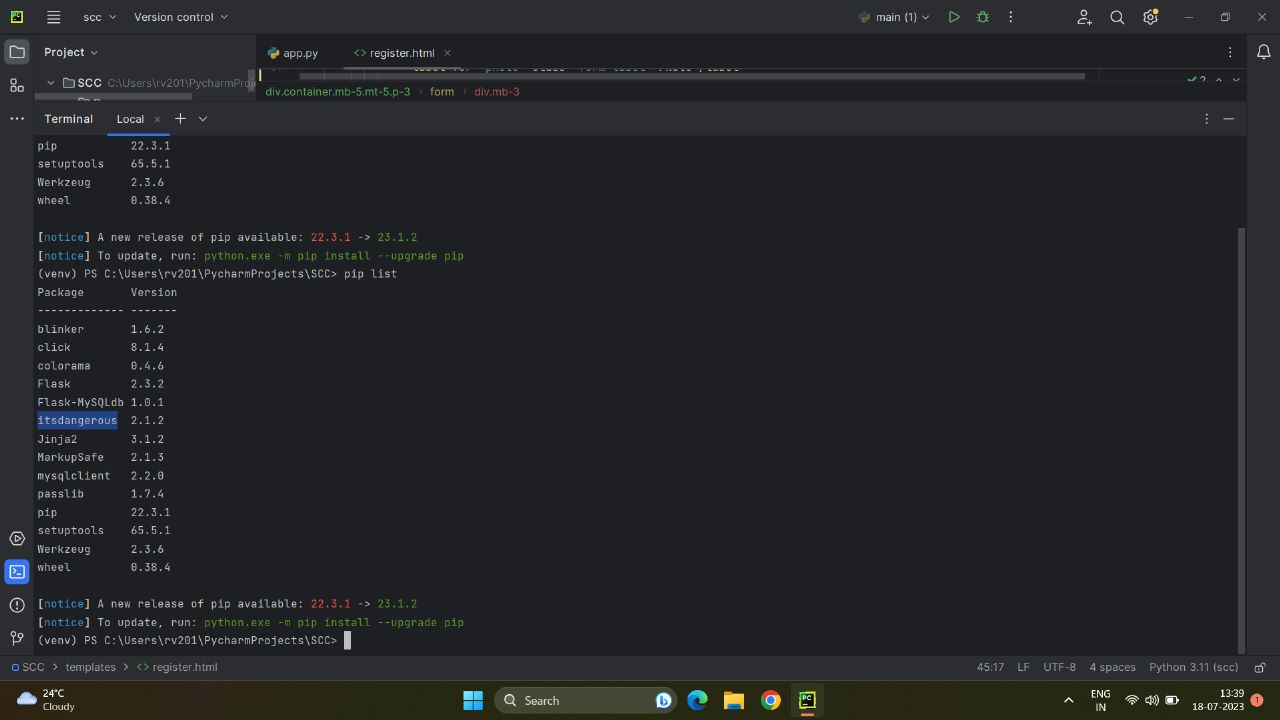 scc
Version control
main (1)
Project
app.py
register.html
SCC C:\Users\rv201\PycharmProj
div.container.mb-5.mt-5.p-3 form div.mb-3
Terminal
Local
pip 22.3.1
setuptools 65.5.1
Werkzeug 2.3.6
wheel 0.38.4
[notice] A new release of pip available: 22.3.1 -> 23.1.2
[notice] To update, run: python.exe -m pip install --upgrade pip
(venv) PS C:\Users\rv201\PycharmProjects\SCC> pip list
Package Version
------------- -------
blinker 1.6.2
click 8.1.4
colorama 0.4.6
Flask 2.3.2
Flask-MySQLdb 1.0.1
itsdangerous 2.1.2
Jinja2 3.1.2
MarkupSafe 2.1.3
mysqlclient 2.2.0
passlib 1.7.4
pip 22.3.1
setuptools 65.5.1
Werkzeug 2.3.6
wheel 0.38.4
[notice] A new release of pip available: 22.3.1 -> 23.1.2
[notice] To update, run: python.exe -m pip install --upgrade pip
(venv) PS C:\Users\rv201\PycharmProjects\SCC>
SCC > templates > <> register.html
45:17 LF UTF-8 4 spaces Python 3.11 (scc)
24°C
Cloudy
Search
ENG
IN
13:39
18-07-2023
1